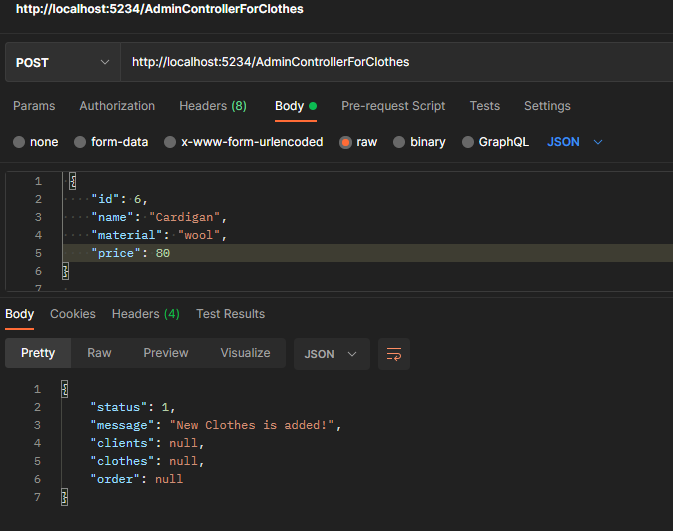 http://localhost:5234/AdminControllerForClothes
POST http://localhost:5234/AdminControllerForClothes
Params Authorization Headers (8) Body Pre-request Script Tests Settings
none form-data x-www-form-urlencoded raw binary GraphQL JSON
1 {
2 "id": 6,
3 "name": "Cardigan",
4 "material": "wool",
5 "price": 80
6 }
7
Body Cookies Headers (4) Test Results
Pretty Raw Preview Visualize JSON
1 {
2 "status": 1,
3 "message": "New Clothes is added!",
4 "clients": null,
5 "clothes": null,
6 "order": null
7 }